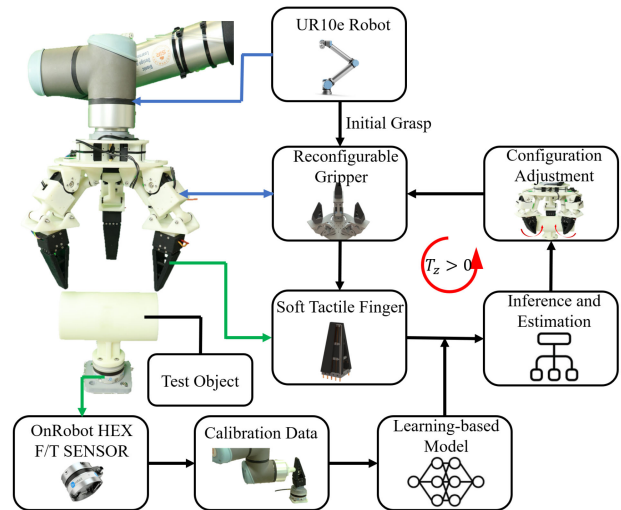 UR10e Robot
Initial Grasp
Reconfigurable
Gripper
Configuration
Adjustment
T_z > 0
Soft Tactile Finger
Inference and
Estimation
Test Object
OnRobot HEX
F/T SENSOR
Calibration Data
Learning-based
Model